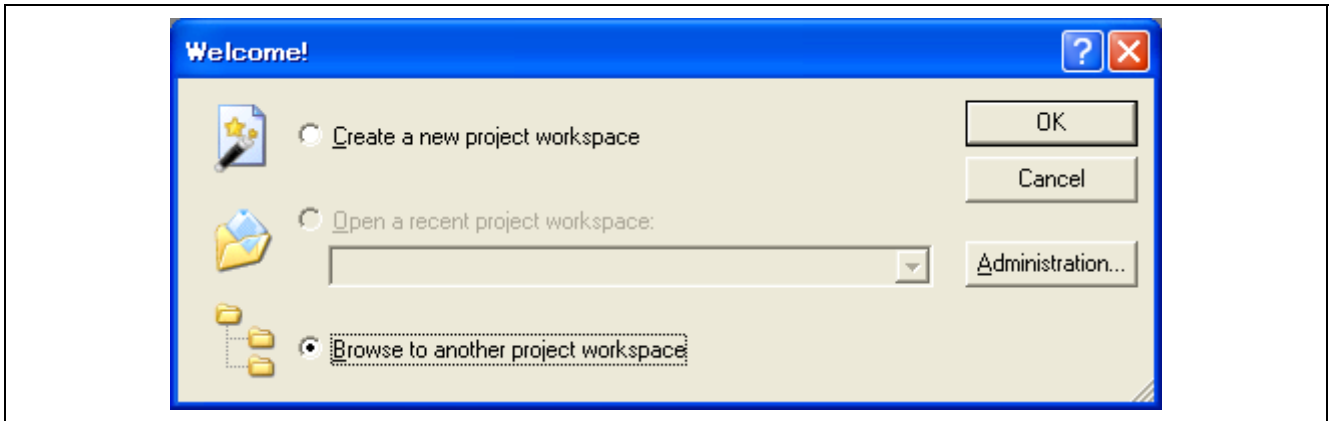 Welcome!
?
Create a new project workspace
OK
Cancel
Open a recent project workspace:
Administration...
Browse to another project workspace